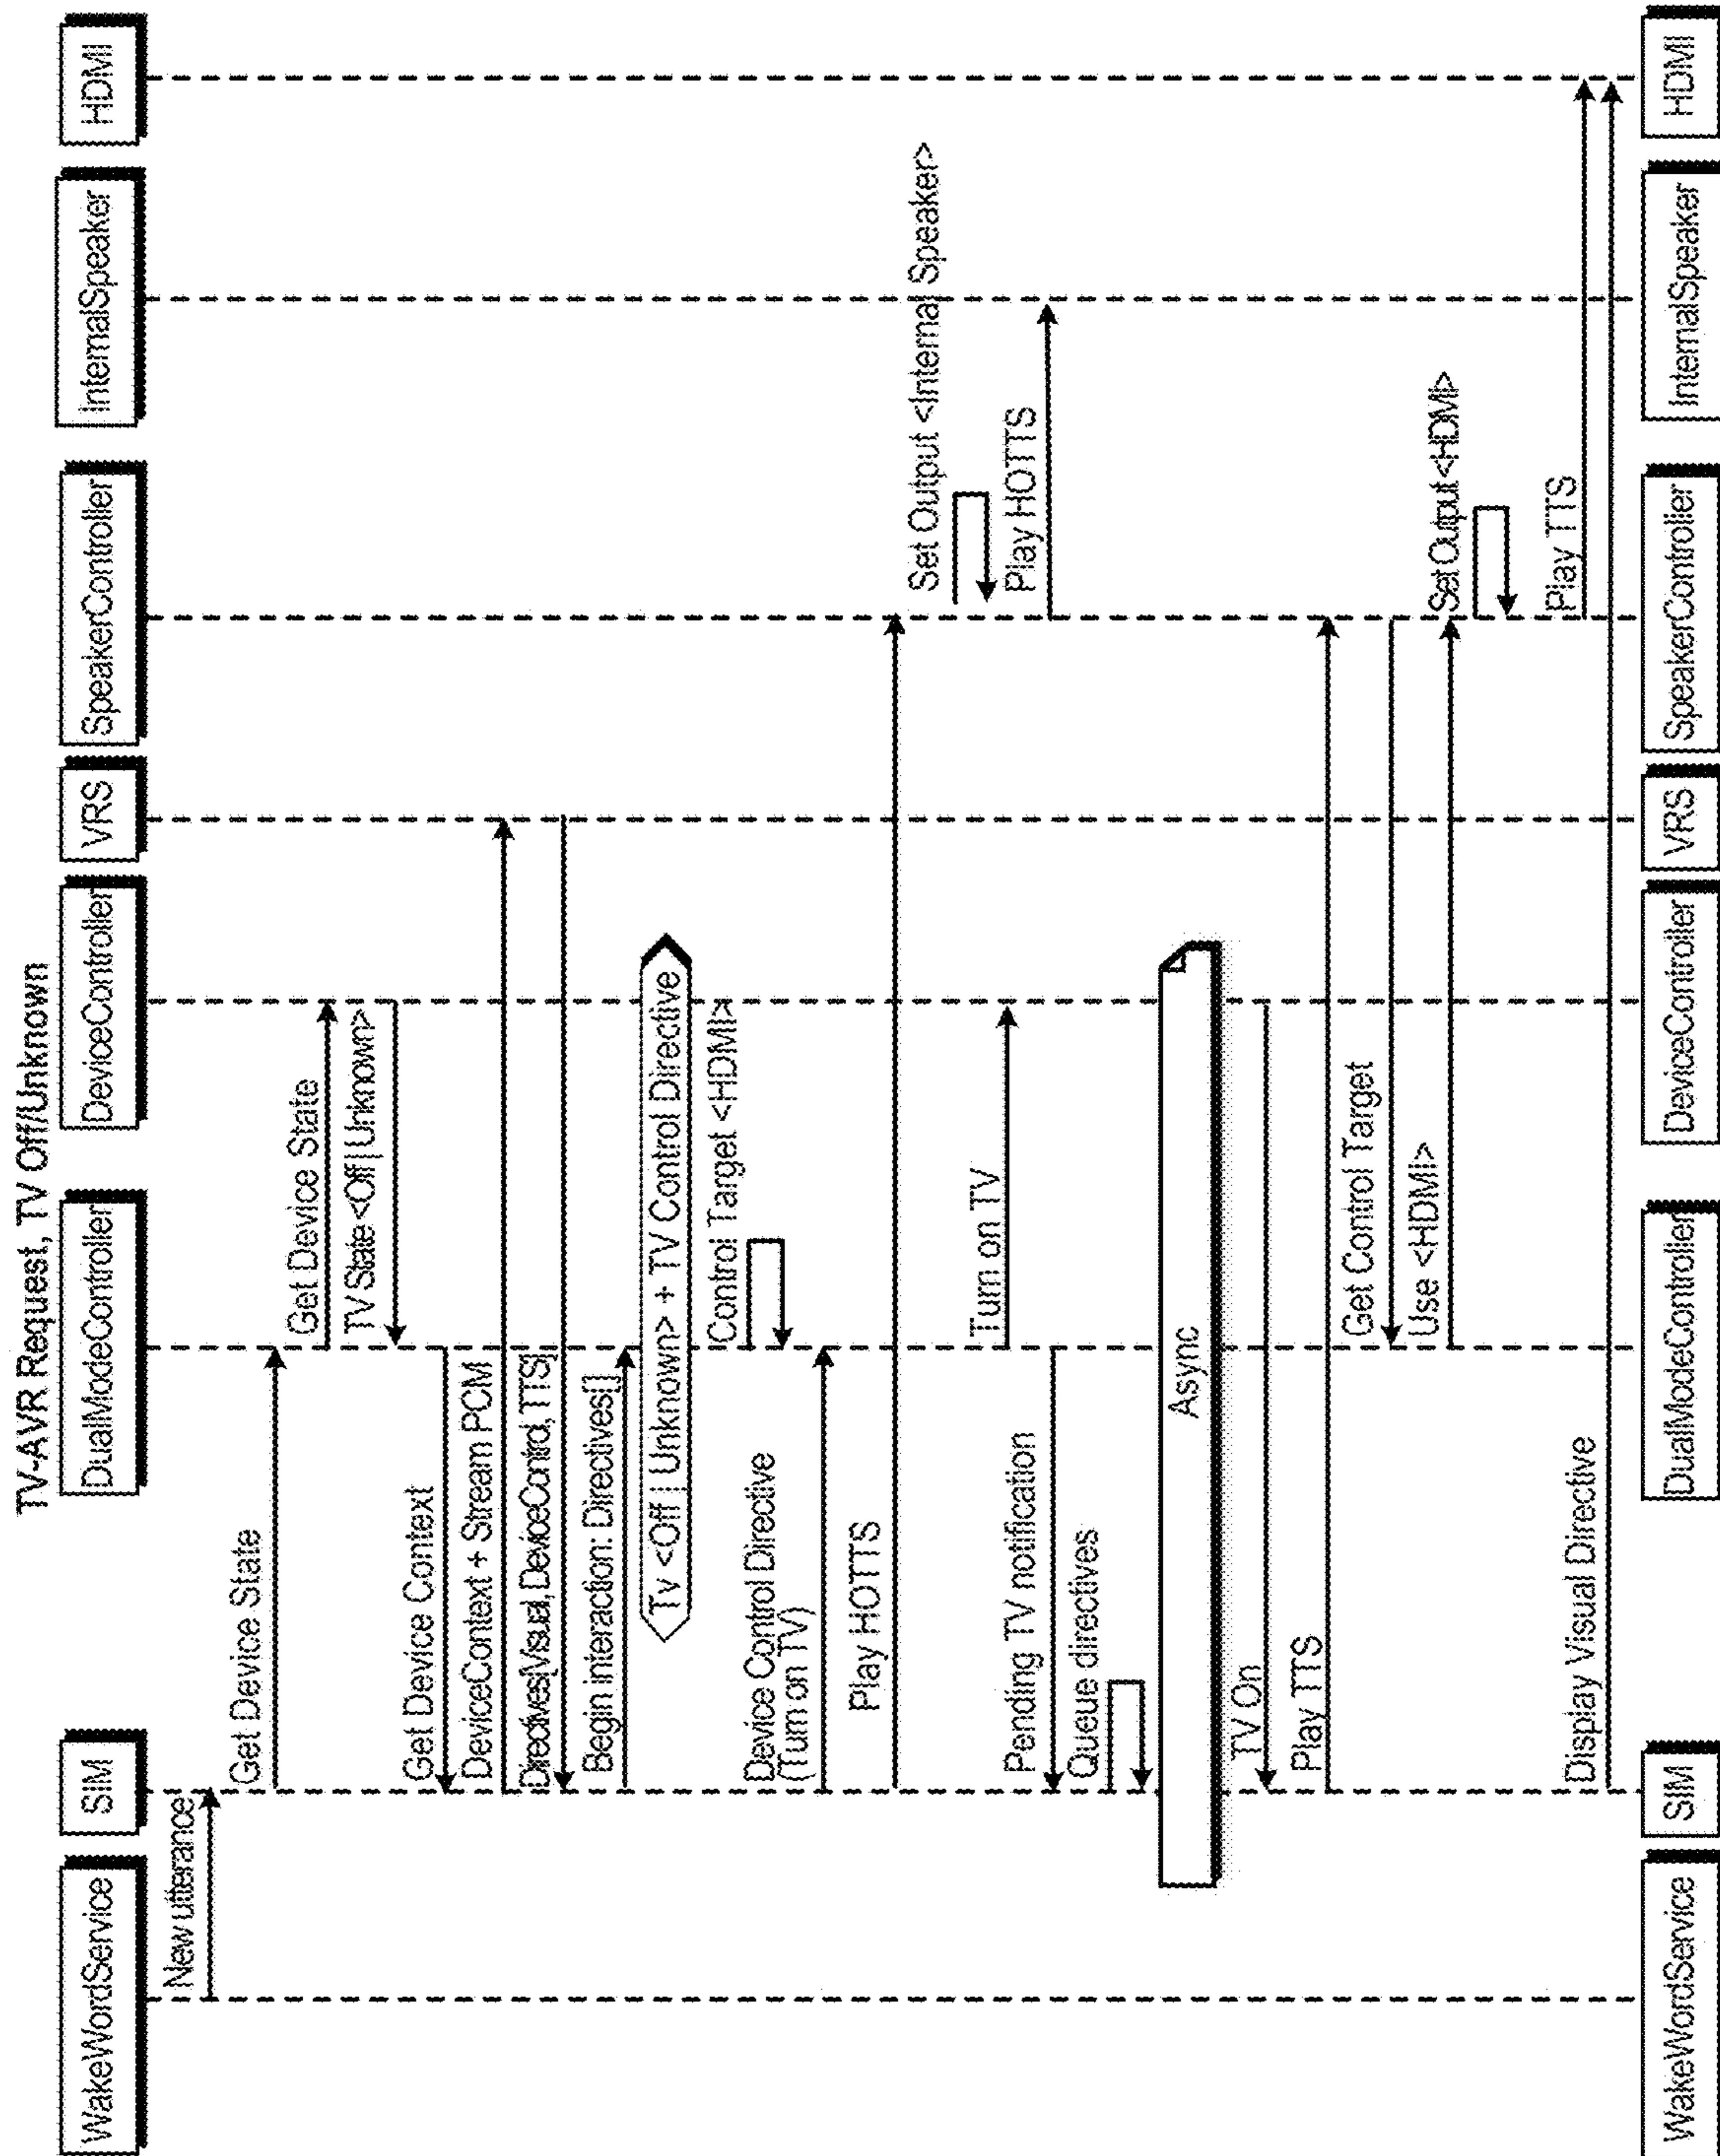 TV-AVR Request, TV Off/Unknown
WakeWordService
SIM
DualModeController
DeviceController
VRS
SpeakerController
InternalSpeaker
HDMI
New utterance
Get Device State
Get Device State
TV State <Off | Unknown>
Get Device Context
DeviceContext + Stream PCM
Directives[Visual, DeviceControl, TTS]
Begin interaction: Directives[]
Tv <Off | Unknown> + TV Control Directive
Control Target <HDMI>
Device Control Directive
(Turn on TV)
Play HOTTS
Set Output <Internal Speaker>
Play HOTTS
Turn on TV
Pending TV notification
Queue directives
Async
TV On
Play TTS
Get Control Target
Use <HDMI>
Set Output <HDMI>
Play TTS
Display Visual Directive
WakeWordService
SIM
DualModeController
DeviceController
VRS
SpeakerController
InternalSpeaker
HDMI